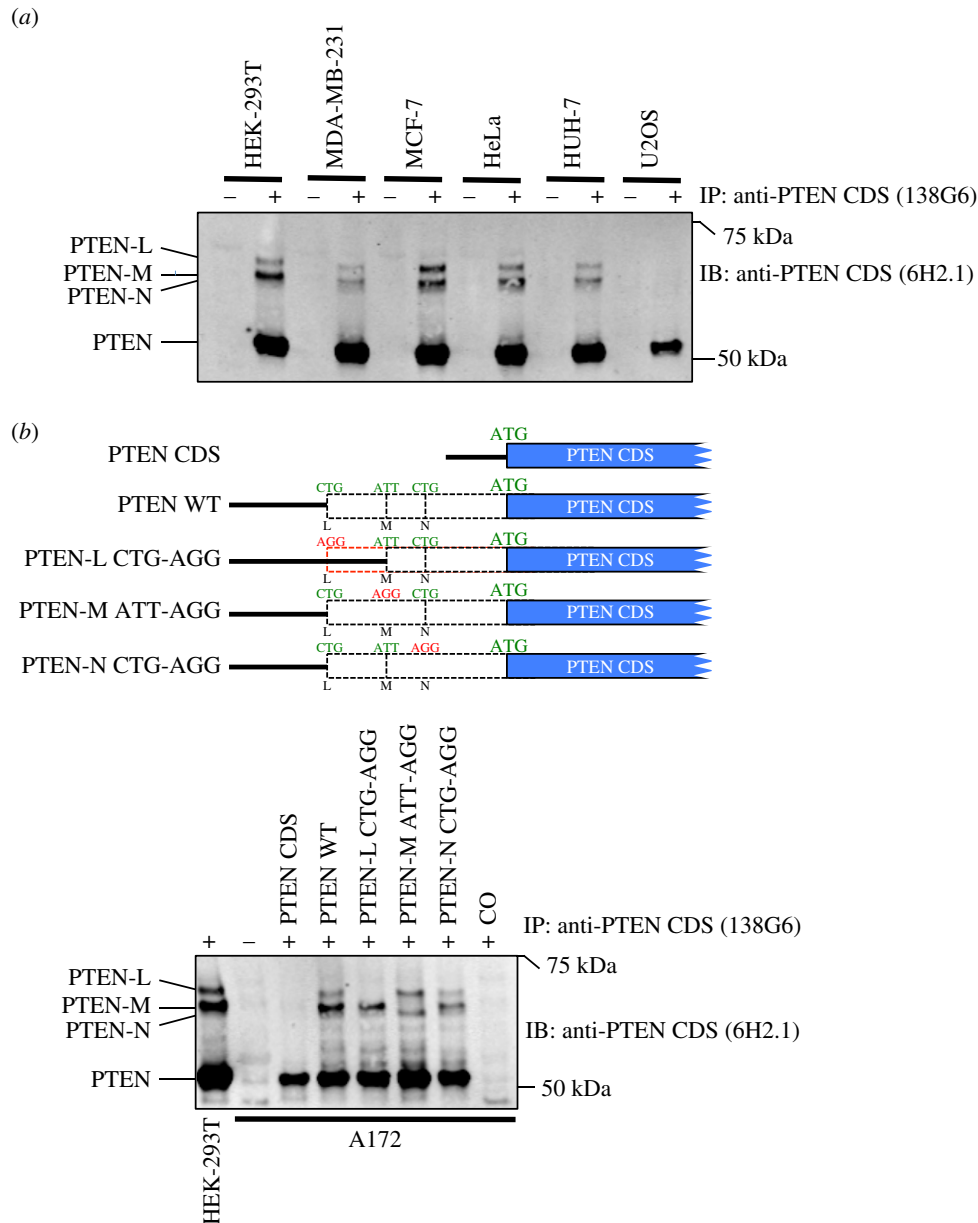 (a)
HEK-293T
MDA-MB-231
MCF-7
HeLa
HUH-7
U2OS
– + – + – + – + – + – + IP: anti-PTEN CDS (138G6)
75 kDa
PTEN-L
PTEN-M
IB: anti-PTEN CDS (6H2.1)
PTEN-N
PTEN
50 kDa
(b)
ATG
PTEN CDS PTEN CDS
CTG ATT CTG ATG
PTEN WT PTEN CDS
L M N
AGG ATT CTG ATG
PTEN-L CTG-AGG PTEN CDS
L M N
CTG AGG CTG ATG
PTEN-M ATT-AGG PTEN CDS
L M N
CTG ATT AGG ATG
PTEN-N CTG-AGG PTEN CDS
L M N
PTEN CDS
PTEN WT
PTEN-L CTG-AGG
PTEN-M ATT-AGG
PTEN-N CTG-AGG
CO
IP: anti-PTEN CDS (138G6)
+ – + + + + + +
75 kDa
PTEN-L
PTEN-M
PTEN-N
IB: anti-PTEN CDS (6H2.1)
PTEN
50 kDa
HEK-293T
A172